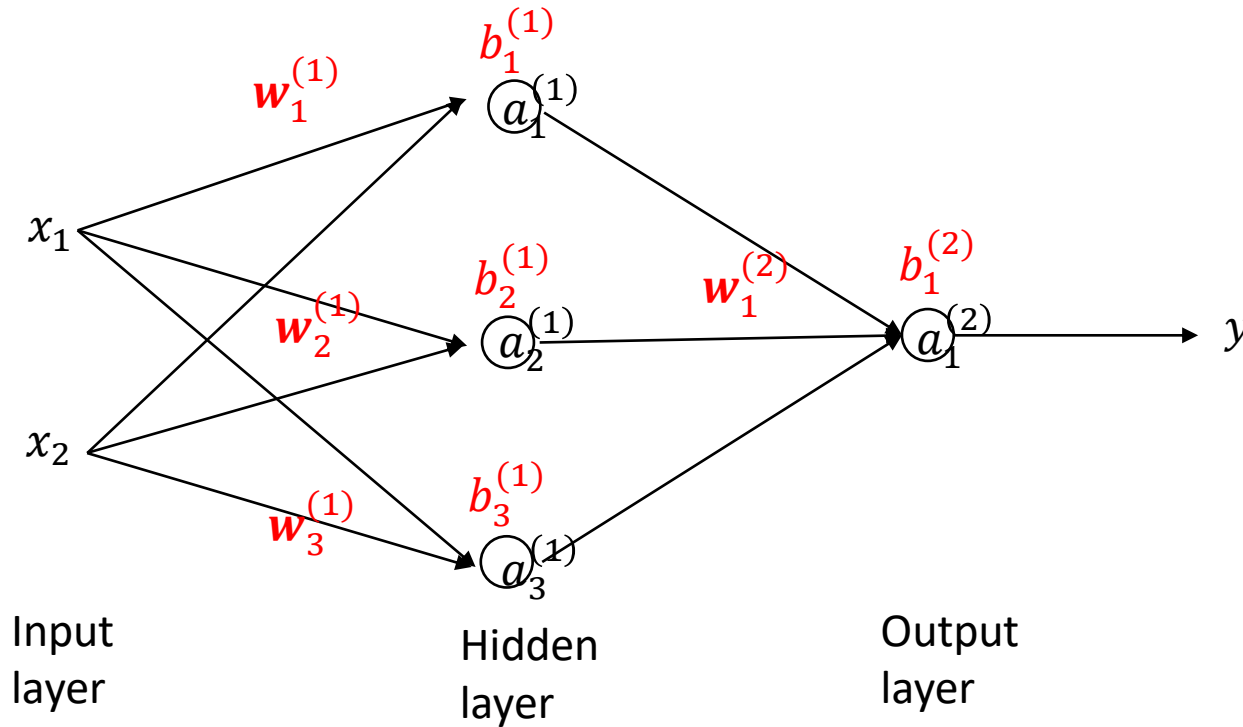 b₁⁽¹⁾
w₁⁽¹⁾
a₁⁽¹⁾
x₁
b₂⁽¹⁾
w₁⁽²⁾
b₁⁽²⁾
w₂⁽¹⁾
a₂⁽¹⁾
a₁⁽²⁾
y
x₂
b₃⁽¹⁾
w₃⁽¹⁾
a₃⁽¹⁾
Input
layer
Hidden
layer
Output
layer